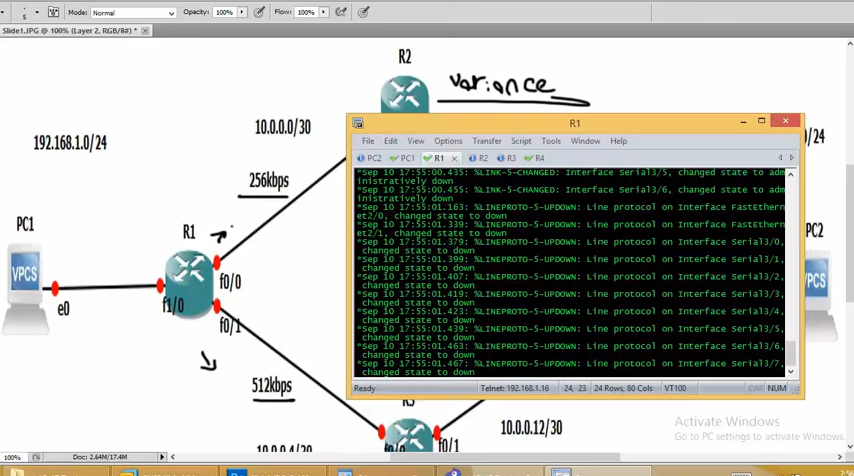 5
Mode: Normal
Opacity: 100%
Flow: 100%
Slide1.JPG @ 100% (Layer 2, RGB/8#) *
R2
variance
192.168.1.0/24
10.0.0.0/30
/24
256kbps
PC1
R1
VPCS
e0
f1/0
f0/0
f0/1
512kbps
PC2
VPCS
f0/1
10.0.0.12/30
R1
File Edit View Options Transfer Script Tools Window Help
PC2 PC1 R1 R2 R3 R4
*Sep 10 17:55:00.435: %LINK-5-CHANGED: Interface Serial3/5, changed state to adm
inistratively down
*Sep 10 17:55:00.455: %LINK-5-CHANGED: Interface Serial3/6, changed state to adm
inistratively down
*Sep 10 17:55:01.163: %LINEPROTO-5-UPDOWN: Line protocol on Interface FastEthern
et2/0, changed state to down
*Sep 10 17:55:01.339: %LINEPROTO-5-UPDOWN: Line protocol on Interface FastEthern
et2/1, changed state to down
*Sep 10 17:55:01.379: %LINEPROTO-5-UPDOWN: Line protocol on Interface Serial3/0,
changed state to down
*Sep 10 17:55:01.399: %LINEPROTO-5-UPDOWN: Line protocol on Interface Serial3/1,
changed state to down
*Sep 10 17:55:01.407: %LINEPROTO-5-UPDOWN: Line protocol on Interface Serial3/2,
changed state to down
*Sep 10 17:55:01.419: %LINEPROTO-5-UPDOWN: Line protocol on Interface Serial3/3,
changed state to down
*Sep 10 17:55:01.423: %LINEPROTO-5-UPDOWN: Line protocol on Interface Serial3/4,
changed state to down
*Sep 10 17:55:01.439: %LINEPROTO-5-UPDOWN: Line protocol on Interface Serial3/5,
changed state to down
*Sep 10 17:55:01.463: %LINEPROTO-5-UPDOWN: Line protocol on Interface Serial3/6,
changed state to down
*Sep 10 17:55:01.467: %LINEPROTO-5-UPDOWN: Line protocol on Interface Serial3/7,
changed state to down
Ready Telnet: 192.168.1.16 24, 23 24 Rows, 80 Cols VT100 CAP NUM
Activate Windows
Go to PC settings to activate Windows.
100% Doc: 2.64M/17.4M